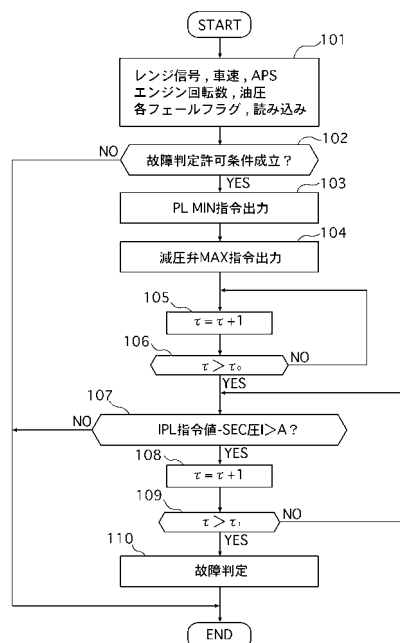 START
101
レンジ信号,車速,APS
エンジン回転数,油圧
各フェールフラグ,読み込み
102
NO
故障判定許可条件成立?
YES
103
PL MIN指令出力
104
減圧弁MAX指令出力
105
τ=τ+1
106
τ>τ₀
NO
YES
107
NO
IPL指令値-SEC圧I>A?
YES
108
τ=τ+1
109
τ>τ₁
NO
YES
110
故障判定
END